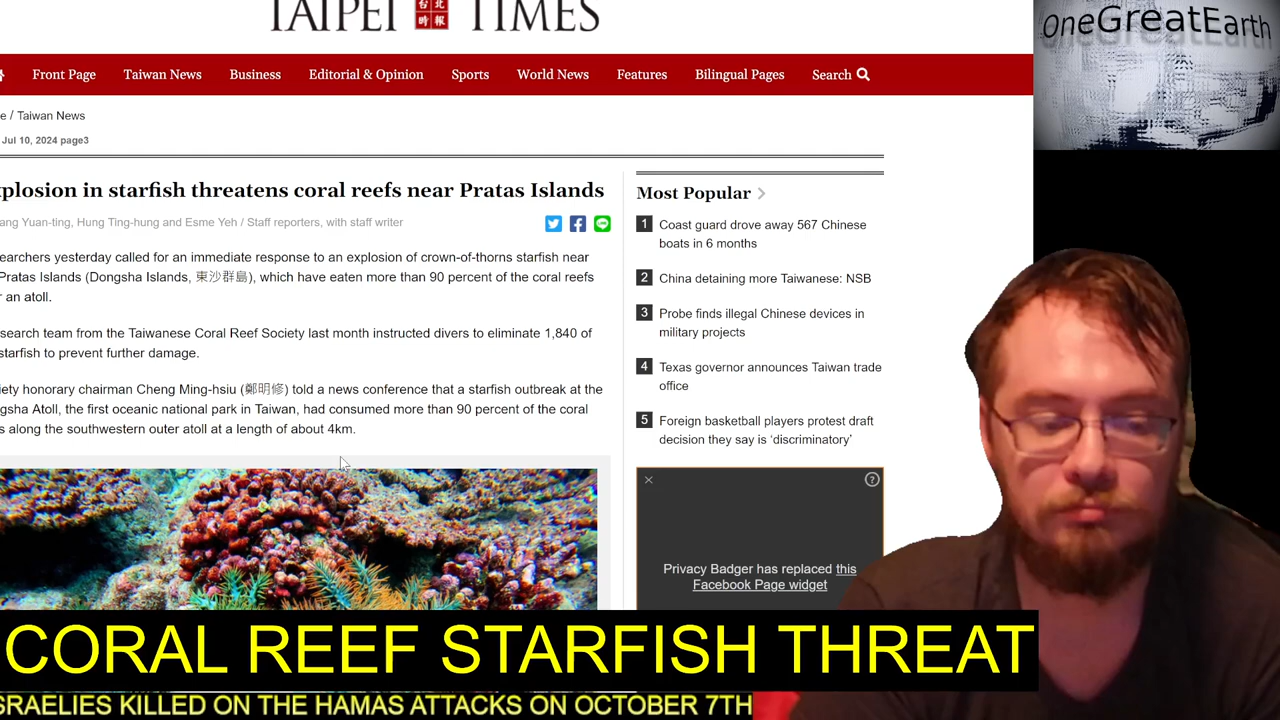 TAIPEI TIMES
台北時報
OneGreatEarth
Front Page Taiwan News Business Editorial & Opinion Sports World News Features Bilingual Pages Search
/ Taiwan News
Jul 10, 2024 page3
plosion in starfish threatens coral reefs near Pratas Islands
ang Yuan-ting, Hung Ting-hung and Esme Yeh / Staff reporters, with staff writer
earchers yesterday called for an immediate response to an explosion of crown-of-thorns starfish near
Pratas Islands (Dongsha Islands, 東沙群島), which have eaten more than 90 percent of the coral reefs
r an atoll.
search team from the Taiwanese Coral Reef Society last month instructed divers to eliminate 1,840 of
starfish to prevent further damage.
iety honorary chairman Cheng Ming-hsiu (鄭明修) told a news conference that a starfish outbreak at the
gsha Atoll, the first oceanic national park in Taiwan, had consumed more than 90 percent of the coral
s along the southwestern outer atoll at a length of about 4km.
Most Popular
1 Coast guard drove away 567 Chinese
boats in 6 months
2 China detaining more Taiwanese: NSB
3 Probe finds illegal Chinese devices in
military projects
4 Texas governor announces Taiwan trade
office
5 Foreign basketball players protest draft
decision they say is ‘discriminatory’
Privacy Badger has replaced this
Facebook Page widget
CORAL REEF STARFISH THREAT
SRAELIES KILLED ON THE HAMAS ATTACKS ON OCTOBER 7TH